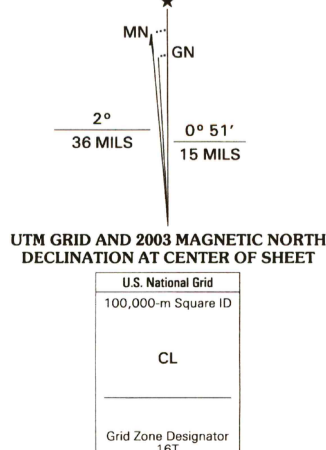 MN
GN
2°
36 MILS
0° 51′
15 MILS
UTM GRID AND 2003 MAGNETIC NORTH
DECLINATION AT CENTER OF SHEET
U.S. National Grid
100,000-m Square ID
CL
Grid Zone Designator
16T